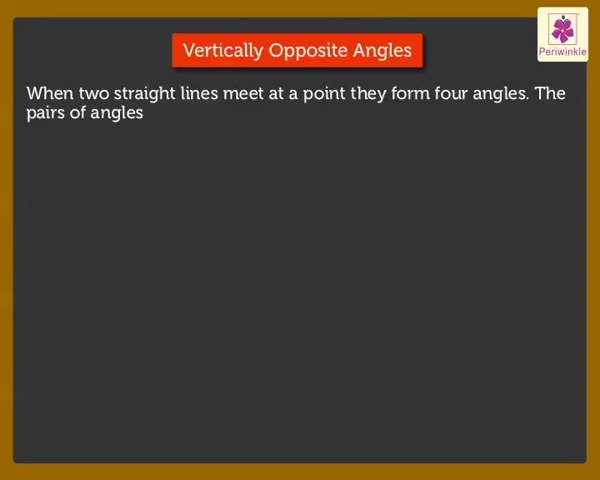 Vertically Opposite Angles
Periwinkle
When two straight lines meet at a point they form four angles. The
pairs of angles